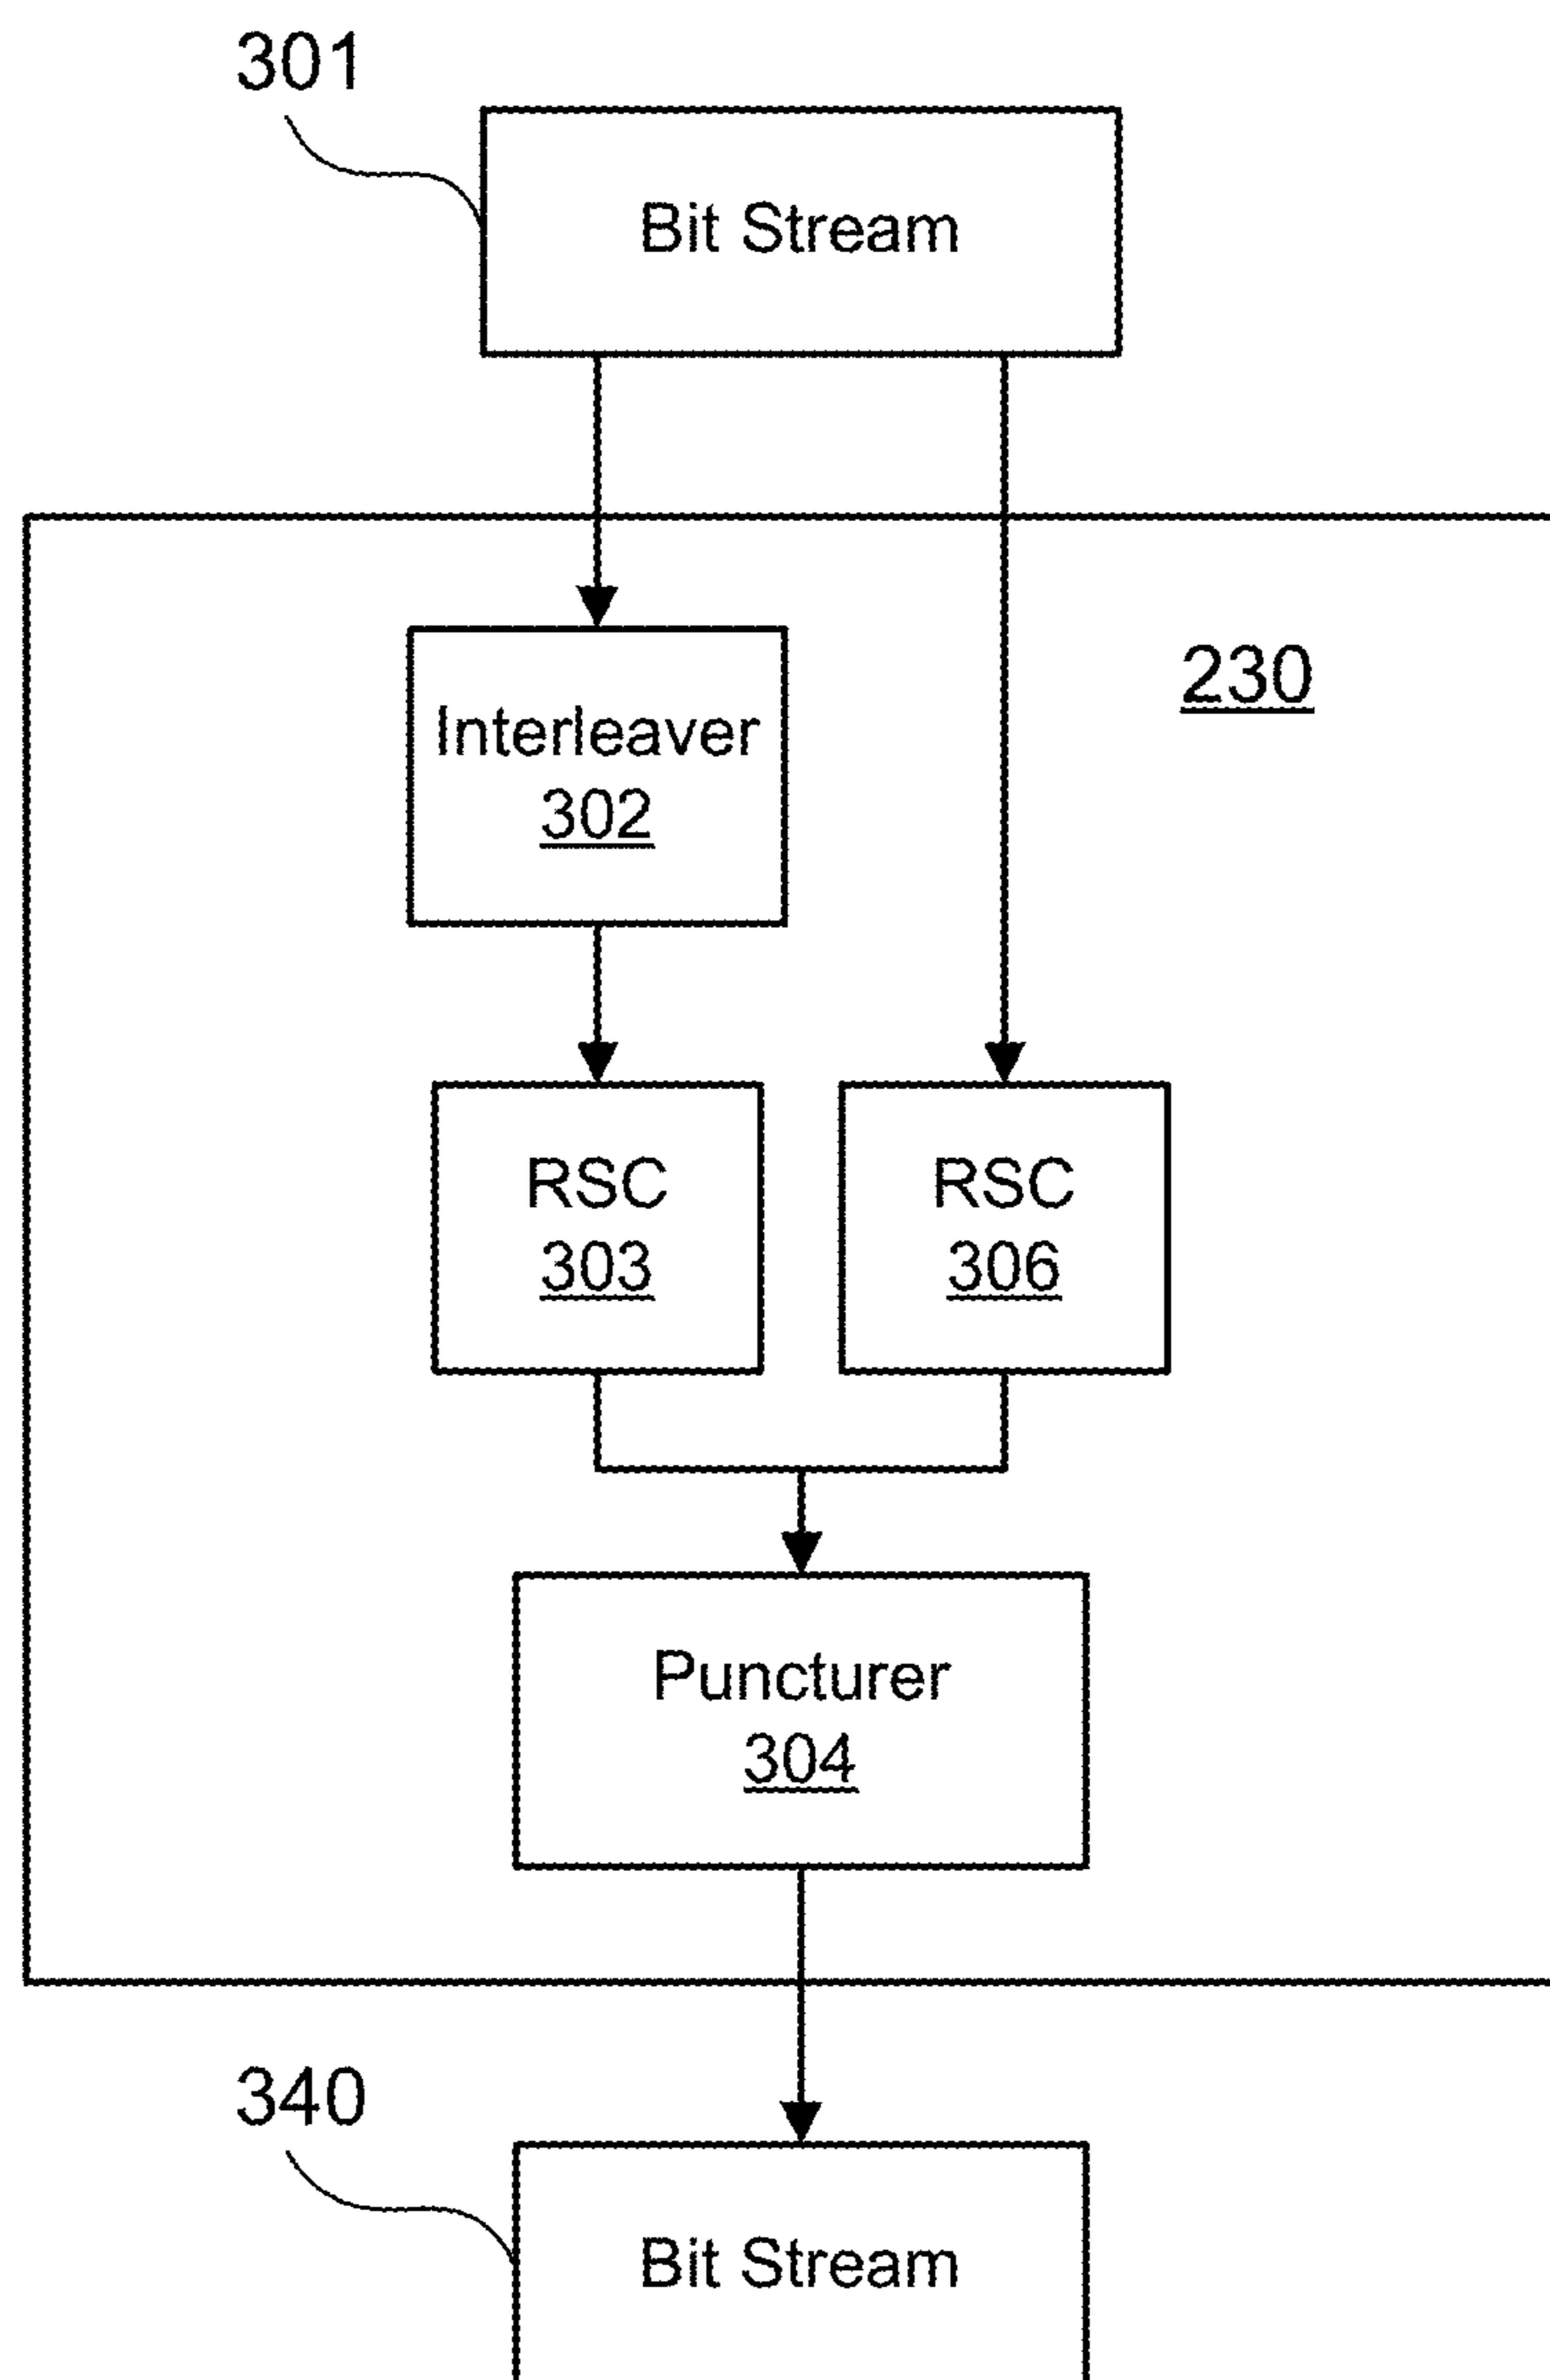 301
Bit Stream
230
Interleaver
302
RSC
303
RSC
306
Puncturer
304
340
Bit Stream